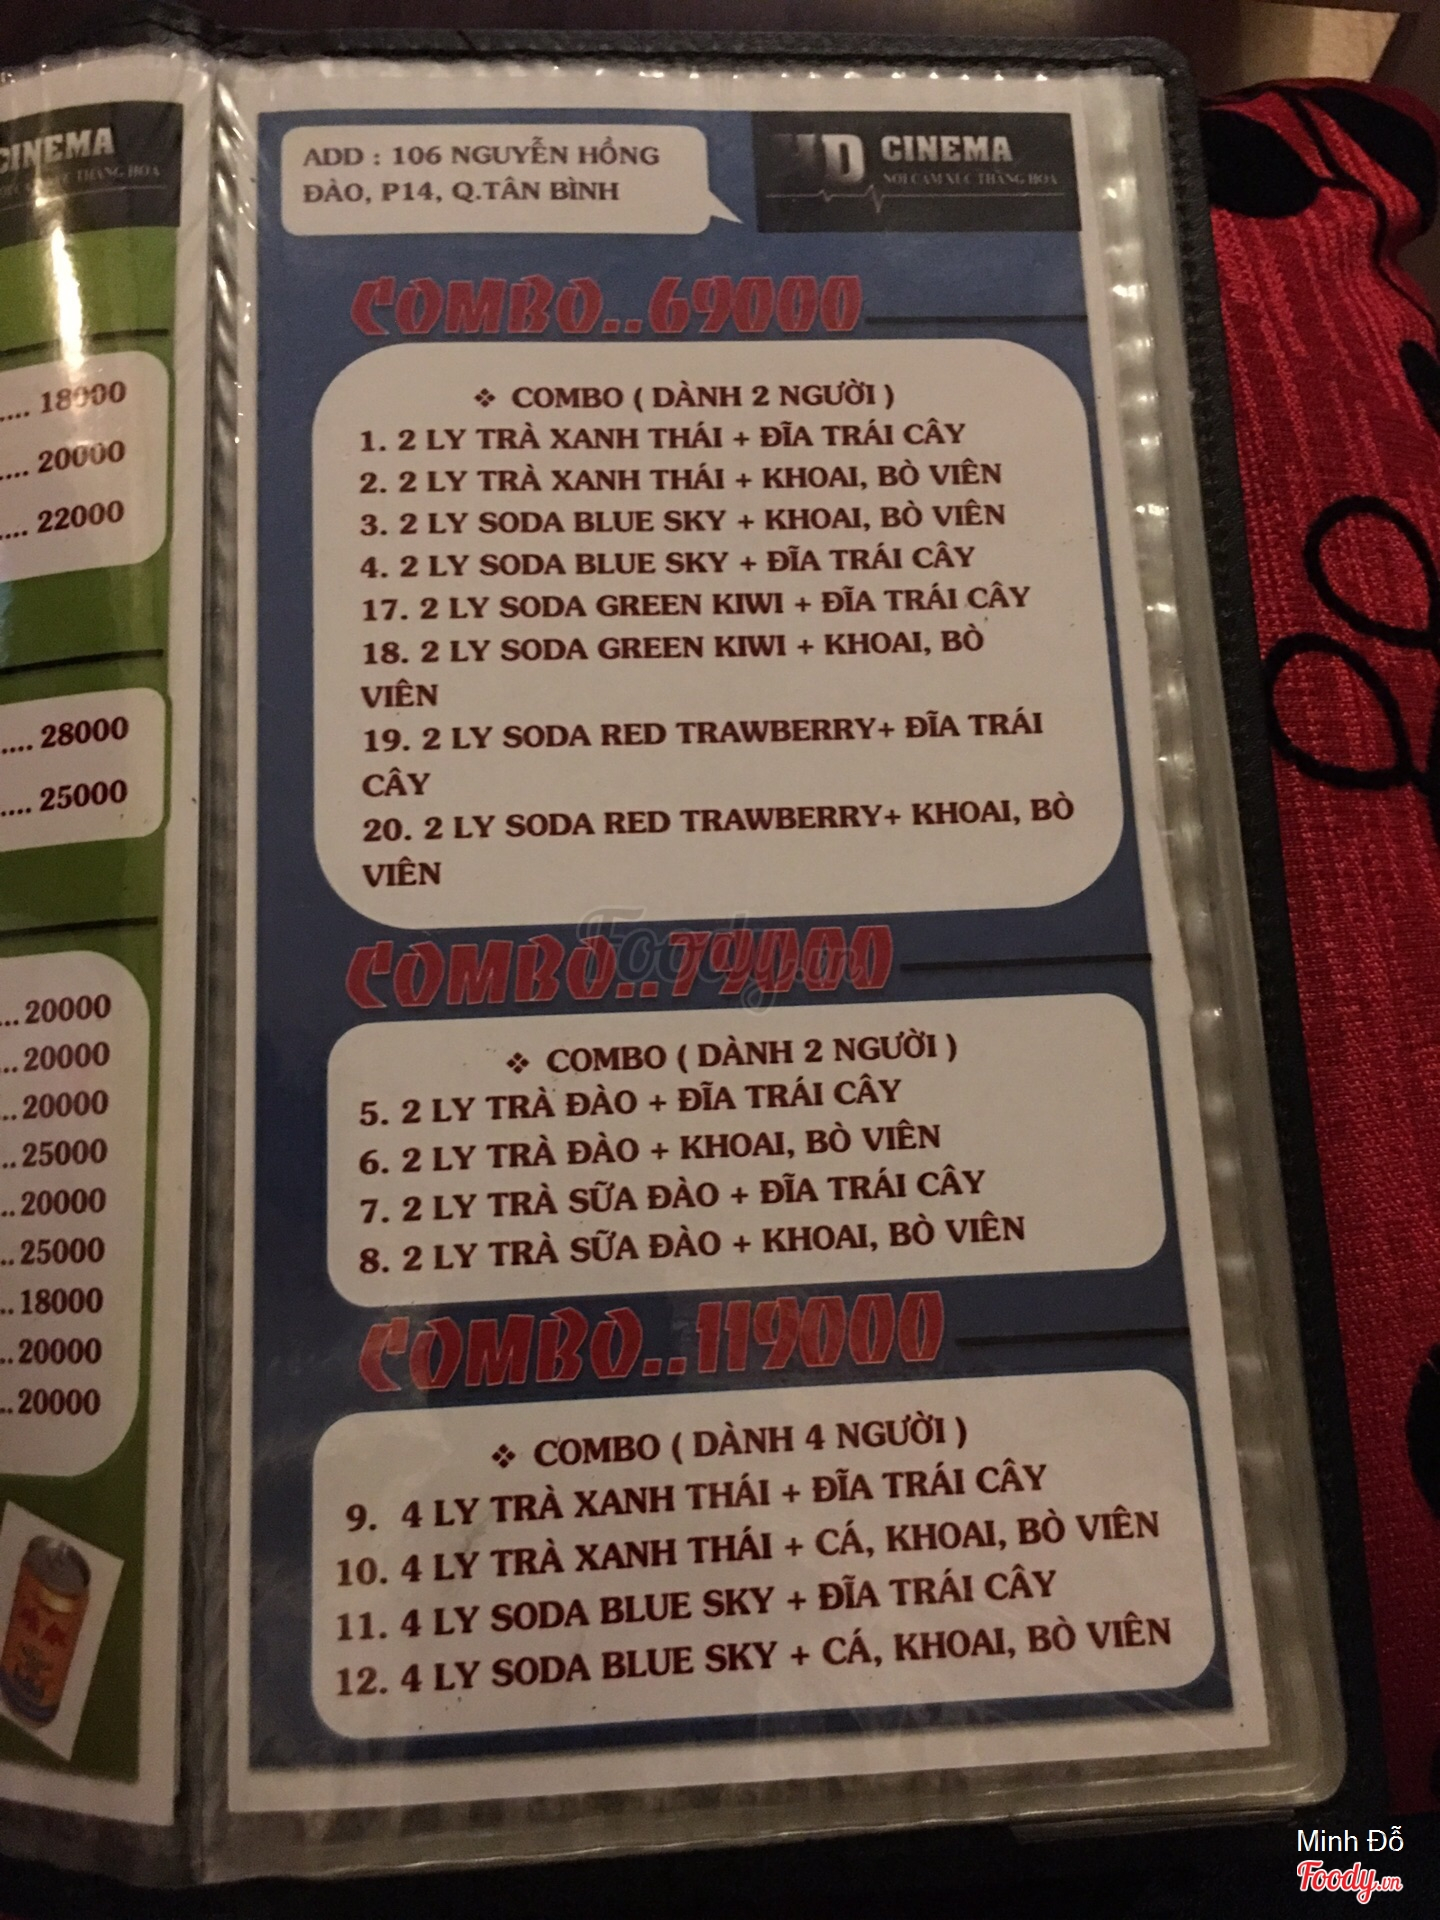 CINEMA
.... 18000
.... 20000
.... 22000
.... 28000
.... 25000
... 20000
.. 20000
.. 20000
.. 25000
.. 20000
.. 25000
.. 18000
.. 20000
.. 20000
ADD : 106 NGUYỄN HỒNG
ĐÀO, P14, Q.TÂN BÌNH
HD CINEMA
NƠI CẢM XÚC THĂNG HOA
COMBO..69000
❖ COMBO ( DÀNH 2 NGƯỜI )
1. 2 LY TRÀ XANH THÁI + ĐĨA TRÁI CÂY
2. 2 LY TRÀ XANH THÁI + KHOAI, BÒ VIÊN
3. 2 LY SODA BLUE SKY + KHOAI, BÒ VIÊN
4. 2 LY SODA BLUE SKY + ĐĨA TRÁI CÂY
17. 2 LY SODA GREEN KIWI + ĐĨA TRÁI CÂY
18. 2 LY SODA GREEN KIWI + KHOAI, BÒ
VIÊN
19. 2 LY SODA RED TRAWBERRY+ ĐĨA TRÁI
CÂY
20. 2 LY SODA RED TRAWBERRY+ KHOAI, BÒ
VIÊN
Foody.vn
COMBO..79000
❖ COMBO ( DÀNH 2 NGƯỜI )
5. 2 LY TRÀ ĐÀO + ĐĨA TRÁI CÂY
6. 2 LY TRÀ ĐÀO + KHOAI, BÒ VIÊN
7. 2 LY TRÀ SỮA ĐÀO + ĐĨA TRÁI CÂY
8. 2 LY TRÀ SỮA ĐÀO + KHOAI, BÒ VIÊN
COMBO..119000
❖ COMBO ( DÀNH 4 NGƯỜI )
9. 4 LY TRÀ XANH THÁI + ĐĨA TRÁI CÂY
10. 4 LY TRÀ XANH THÁI + CÁ, KHOAI, BÒ VIÊN
11. 4 LY SODA BLUE SKY + ĐĨA TRÁI CÂY
12. 4 LY SODA BLUE SKY + CÁ, KHOAI, BÒ VIÊN
Minh Đỗ
Foody.vn